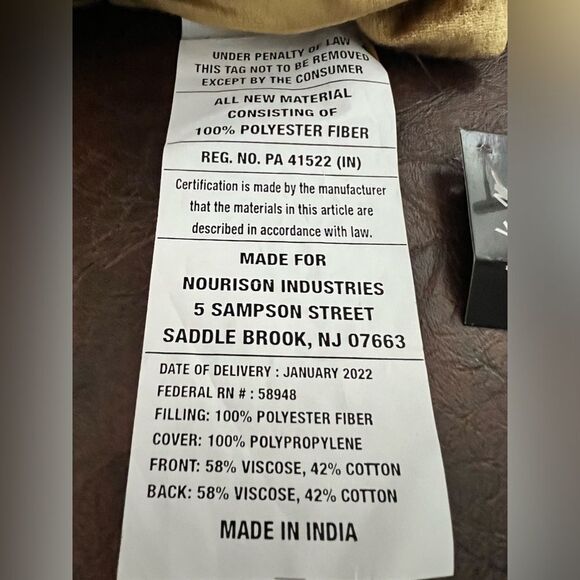 UNDER PENALTY OF LAW
THIS TAG NOT TO BE REMOVED
EXCEPT BY THE CONSUMER
ALL NEW MATERIAL
CONSISTING OF
100% POLYESTER FIBER
REG. NO. PA 41522 (IN)
Certification is made by the manufacturer
that the materials in this article are
described in accordance with law.
MADE FOR
NOURISON INDUSTRIES
5 SAMPSON STREET
SADDLE BROOK, NJ 07663
DATE OF DELIVERY : JANUARY 2022
FEDERAL RN # : 58948
FILLING: 100% POLYESTER FIBER
COVER: 100% POLYPROPYLENE
FRONT: 58% VISCOSE, 42% COTTON
BACK: 58% VISCOSE, 42% COTTON
MADE IN INDIA